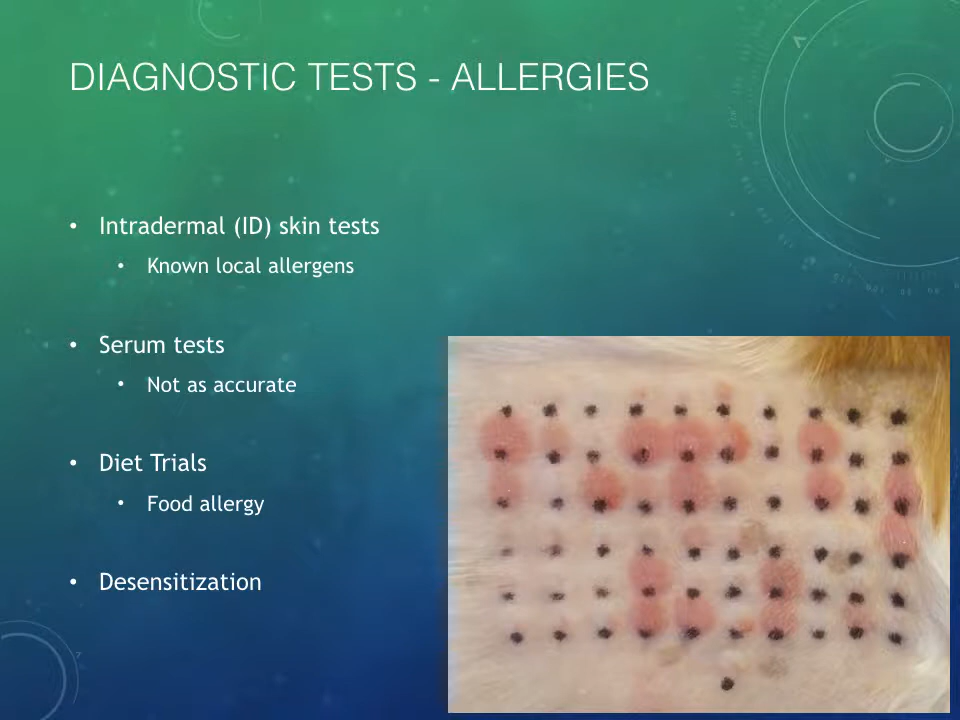 DIAGNOSTIC TESTS - ALLERGIES
• Intradermal (ID) skin tests
• Known local allergens
• Serum tests
• Not as accurate
• Diet Trials
• Food allergy
• Desensitization